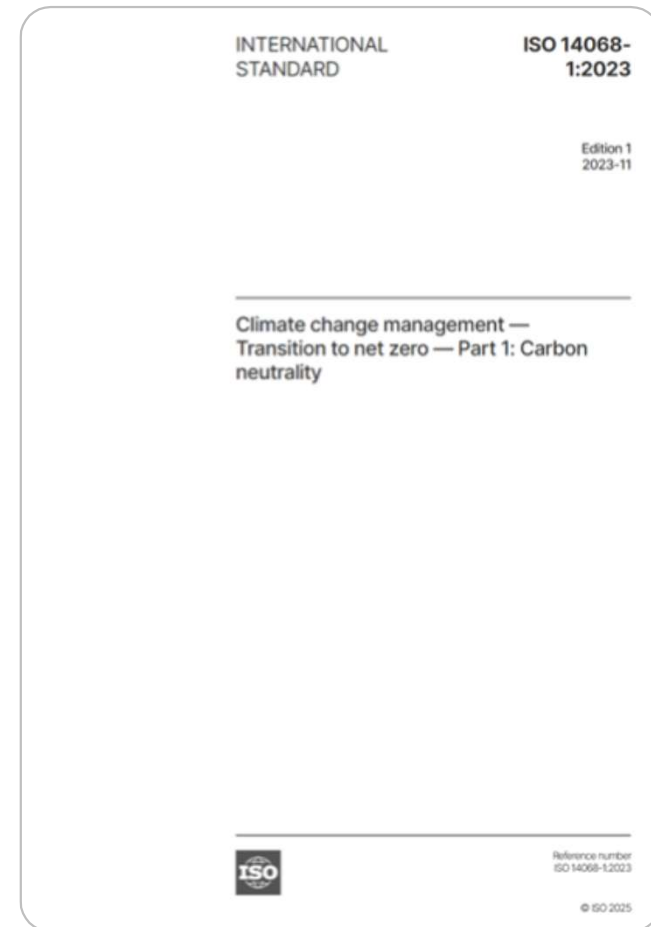 INTERNATIONAL
STANDARD
ISO 14068-
1:2023
Edition 1
2023-11
Climate change management —
Transition to net zero — Part 1: Carbon
neutrality
ISO
Reference number
ISO 14068-1:2023
© ISO 2025